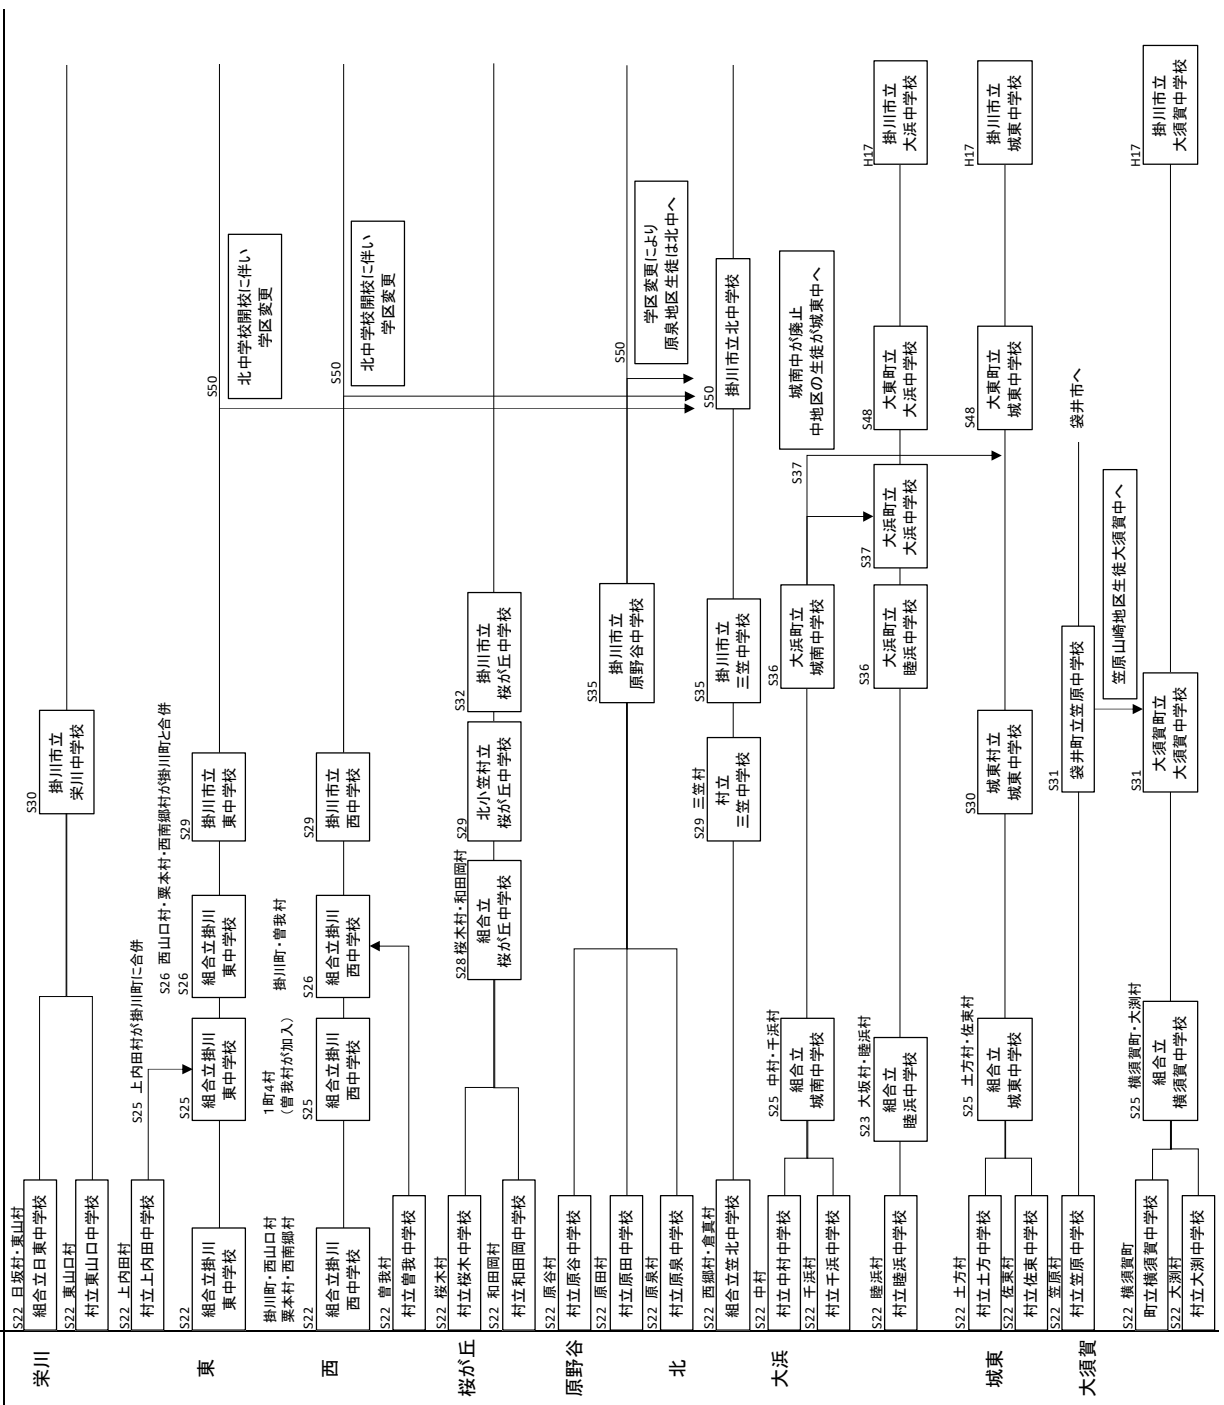 栄川
S22 日坂村・東山村
組合立日東中学校
S22 東山口村
村立東山口中学校
S30
掛川市立
栄川中学校
東
S22 上内田村
村立上内田中学校
S25 上内田村が掛川町に合併
S22
組合立掛川
東中学校
S25
組合立掛川
東中学校
S26 西山口村・粟本村・西南郷村が掛川町と合併
S26
組合立掛川
東中学校
S29
掛川市立
東中学校
S50
北中学校開校に伴い
学区変更
西
掛川町・西山口村
粟本村・西南郷村
S22
組合立掛川
西中学校
1町4村
（曽我村が加入）
S25
組合立掛川
西中学校
掛川町・曽我村
S26
組合立掛川
西中学校
S29
掛川市立
西中学校
S50
北中学校開校に伴い
学区変更
S22 曽我村
村立曽我中学校
桜が丘
S22 桜木村
村立桜木中学校
S22 和田岡村
村立和田岡中学校
S28 桜木村・和田岡村
組合立
桜が丘中学校
S29
北小笠村立
桜が丘中学校
S32
掛川市立
桜が丘中学校
原野谷
S22 原谷村
村立原谷中学校
S22 原田村
村立原田中学校
S22 原泉村
村立原泉中学校
S35
掛川市立
原野谷中学校
S50
学区変更により
原泉地区生徒は北中へ
北
S22 西郷村・倉真村
組合立笠北中学校
S29 三笠村
村立
三笠中学校
S35
掛川市立
三笠中学校
S50
掛川市立北中学校
大浜
S22 中村
村立中村中学校
S22 千浜村
村立千浜中学校
S25 中村・千浜村
組合立
城南中学校
S36
大浜町立
城南中学校
S37
城南中が廃止
中地区の生徒が城東中へ
S22 睦浜村
村立睦浜中学校
S23 大坂村・睦浜村
組合立
睦浜中学校
S36
大浜町立
睦浜中学校
S37
大浜町立
大浜中学校
S48
大東町立
大浜中学校
H17
掛川市立
大浜中学校
城東
S22 土方村
村立土方中学校
S22 佐東村
村立佐東中学校
S25 土方村・佐東村
組合立
城東中学校
S30
城東村立
城東中学校
S48
大東町立
城東中学校
H17
掛川市立
城東中学校
大須賀
S22 笠原村
村立笠原中学校
S31
袋井町立笠原中学校
袋井市へ
笠原山崎地区生徒大須賀中へ
S22 横須賀町
町立横須賀中学校
S22 大渕村
村立大渕中学校
S25 横須賀町・大渕村
組合立
横須賀中学校
S31
大須賀町立
大須賀中学校
H17
掛川市立
大須賀中学校